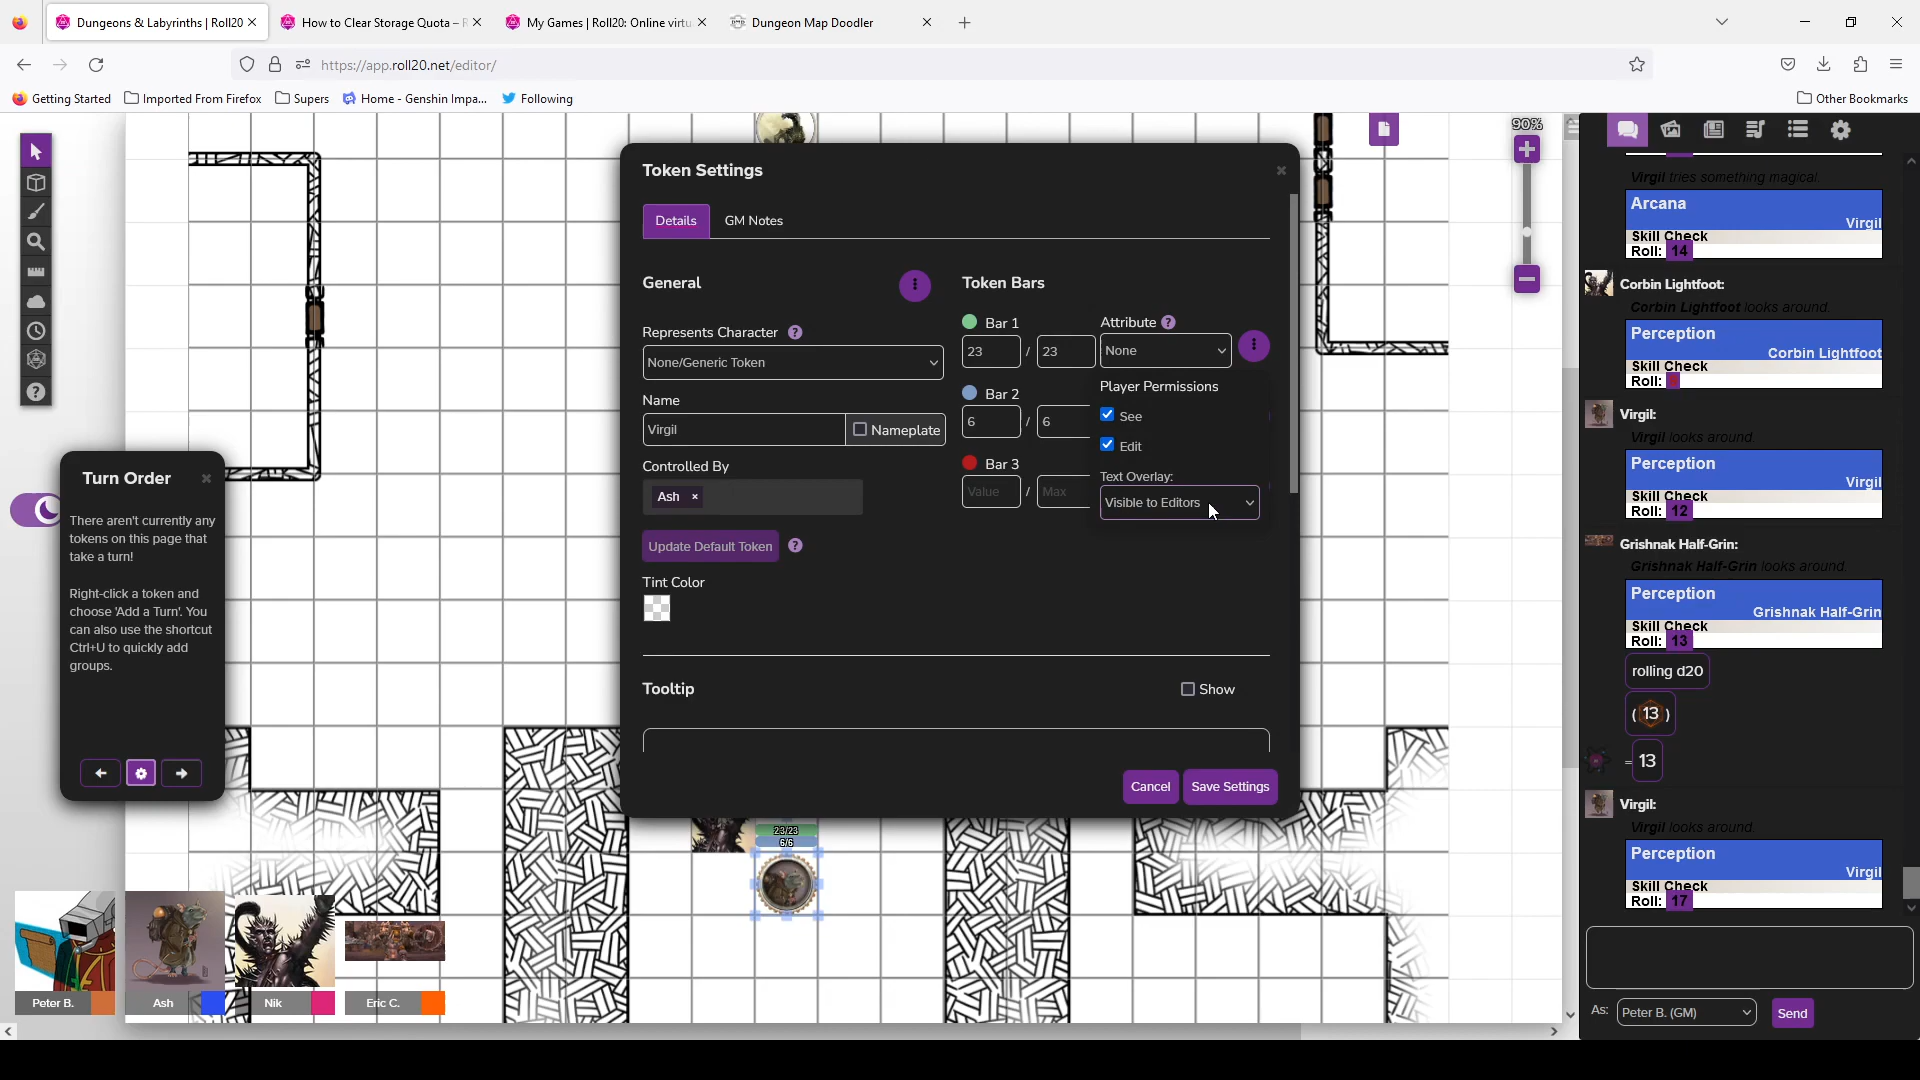 Dungeons & Labyrinths | Roll20
How to Clear Storage Quota – R
My Games | Roll20: Online virtu
Dungeon Map Doodler
https://app.roll20.net/editor/
Getting Started
Imported From Firefox
Supers
Home - Genshin Impa...
Following
Other Bookmarks
90%
Turn Order
There aren't currently any
tokens on this page that
take a turn!
Right-click a token and
choose 'Add a Turn'. You
can also use the shortcut
Ctrl+U to quickly add
groups.
Token Settings
Details
GM Notes
General
Represents Character
None/Generic Token
Name
Virgil
Nameplate
Controlled By
Ash ×
Update Default Token
Tint Color
Token Bars
Bar 1
Attribute
23 / 23
None
Bar 2
6 / 6
Bar 3
Value / Max
Player Permissions
See
Edit
Text Overlay:
Visible to Editors
Tooltip
Show
Cancel
Save Settings
23/23
6/6
Peter B.
Ash
Nik
Eric C.
Virgil tries something magical!
Arcana
Virgil
Skill Check
Roll: 14
Corbin Lightfoot:
Corbin Lightfoot looks around.
Perception
Corbin Lightfoot
Skill Check
Roll:
Virgil:
Virgil looks around.
Perception
Virgil
Skill Check
Roll: 12
Grishnak Half-Grin:
Grishnak Half-Grin looks around.
Perception
Grishnak Half-Grin
Skill Check
Roll: 13
rolling d20
(13)
=13
Virgil:
Virgil looks around.
Perception
Virgil
Skill Check
Roll: 17
As:
Peter B. (GM)
Send